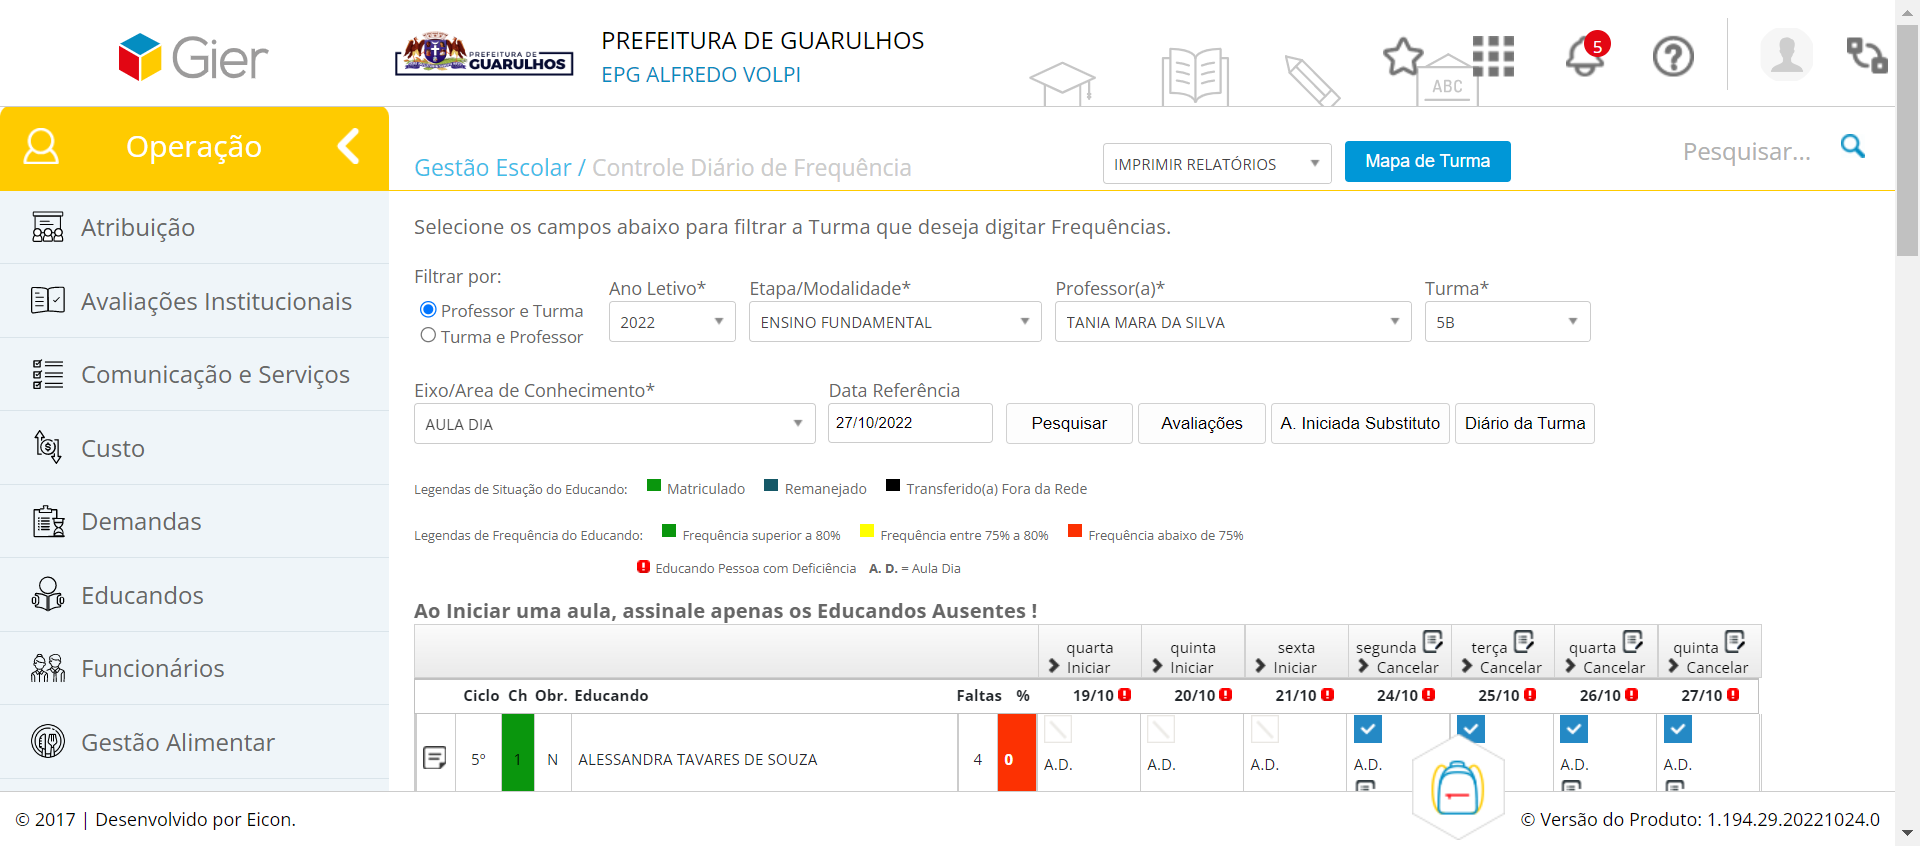 Gier
PREFEITURA DE
GUARULHOS
PREFEITURA DE GUARULHOS
EPG ALFREDO VOLPI
ABC
5
Operação
Gestão Escolar / Controle Diário de Frequência
IMPRIMIR RELATÓRIOS
Mapa de Turma
Pesquisar...
Atribuição
Avaliações Institucionais
Comunicação e Serviços
Custo
Demandas
Educandos
Funcionários
Gestão Alimentar
Selecione os campos abaixo para filtrar a Turma que deseja digitar Frequências.
Filtrar por:
Professor e Turma
Turma e Professor
Ano Letivo* Etapa/Modalidade* Professor(a)* Turma*
2022 ENSINO FUNDAMENTAL TANIA MARA DA SILVA 5B
Eixo/Area de Conhecimento* Data Referência
AULA DIA 27/10/2022 Pesquisar Avaliações A. Iniciada Substituto Diário da Turma
Legendas de Situação do Educando: Matriculado Remanejado Transferido(a) Fora da Rede
Legendas de Frequência do Educando: Frequência superior a 80% Frequência entre 75% a 80% Frequência abaixo de 75%
Educando Pessoa com Deficiência A. D. = Aula Dia
Ao Iniciar uma aula, assinale apenas os Educandos Ausentes !
quarta quinta sexta segunda terça quarta quinta
Iniciar Iniciar Iniciar Cancelar Cancelar Cancelar Cancelar
Ciclo Ch Obr. Educando Faltas % 19/10 20/10 21/10 24/10 25/10 26/10 27/10
5º 1 N ALESSANDRA TAVARES DE SOUZA 4 0 A.D. A.D. A.D. A.D. A.D. A.D. A.D.
© 2017 | Desenvolvido por Eicon.
© Versão do Produto: 1.194.29.20221024.0